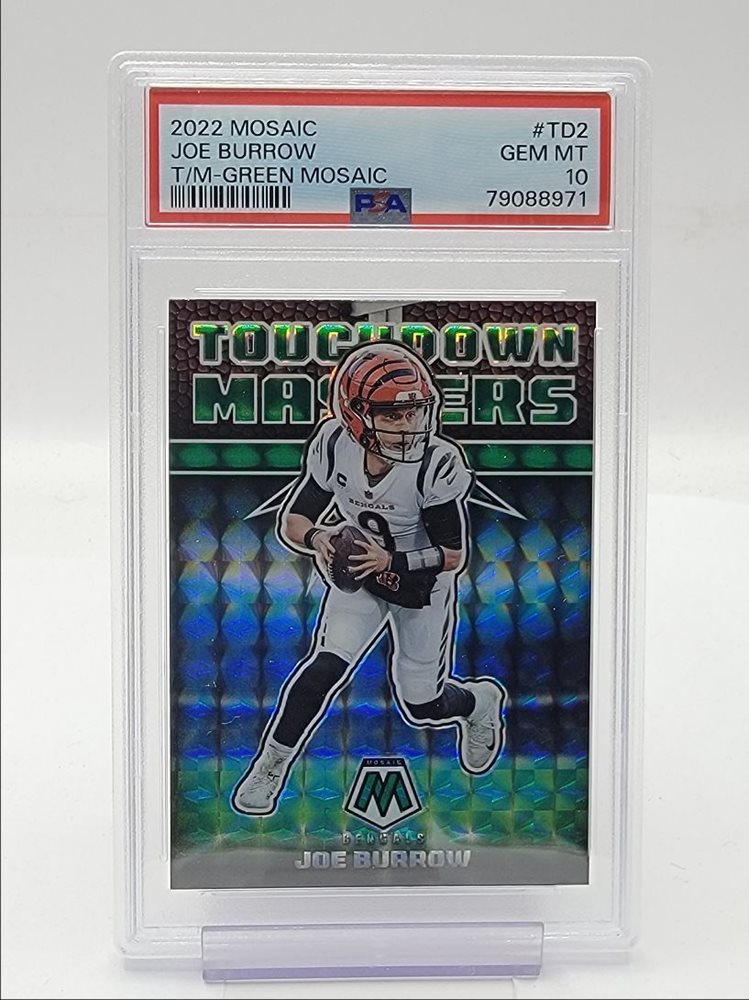 2022 MOSAIC #TD2
JOE BURROW GEM MT
T/M-GREEN MOSAIC 10
PSA 79088971
TOUCHDOWN
MASTERS
C
BENGALS
9
B
MOSAIC
M
BENGALS
JOE BURROW